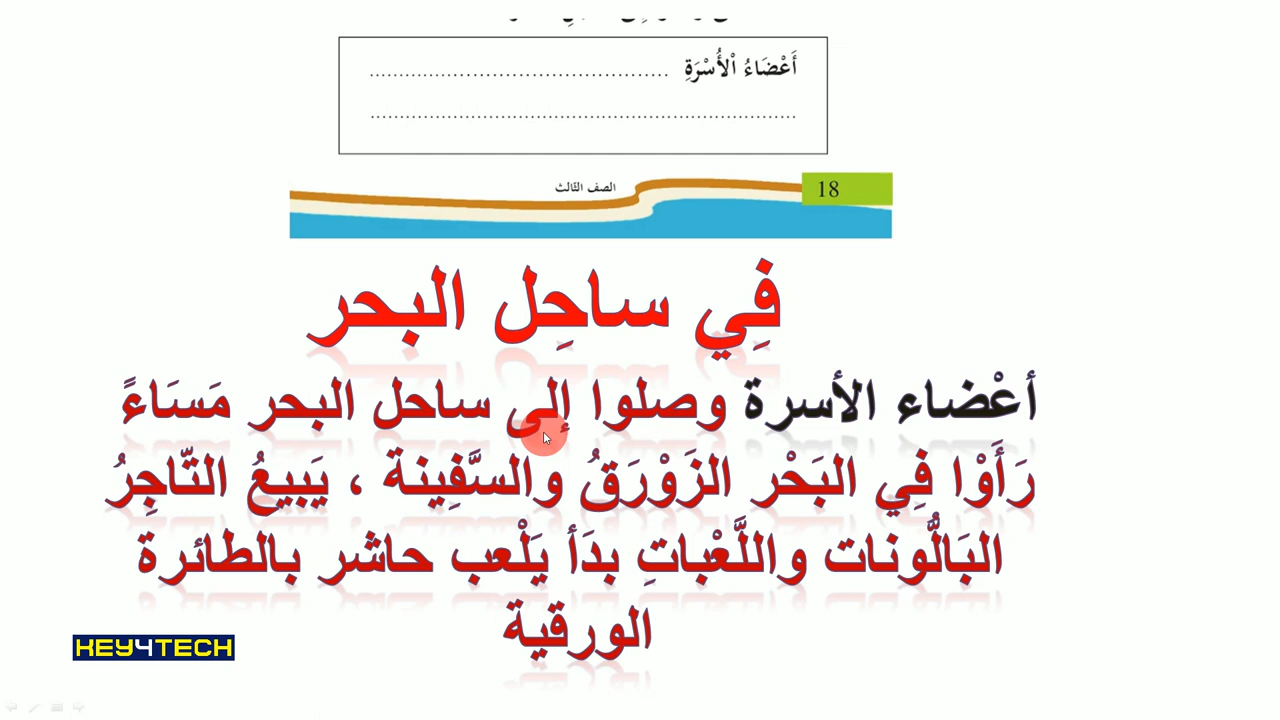 أَعْضَاءُ الْأُسْرَةِ ........................................
................................................................
الصف الثالث
18
فِي ساحِل البحر
أعْضاء الأسرة وصلوا إلى ساحل البحر مَسَاءً
رَأَوْا فِي البَحْر الزَوْرَقُ والسَّفِينة ، يَبيعُ التّاجِرُ
البَالُّونات واللَّعْباتِ بدَأ يَلْعب حاشر بالطائرة
الورقية
KEY4TECH